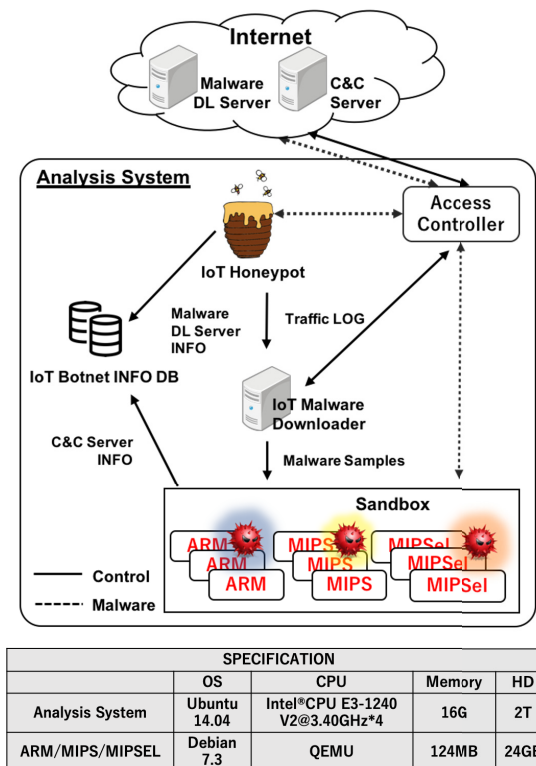 Internet
Malware
DL Server
C&C
Server
Analysis System
Access
Controller
IoT Honeypot
Malware
DL Server
INFO
Traffic LOG
IoT Botnet INFO DB
IoT Malware
Downloader
C&C Server
INFO
Malware Samples
Sandbox
ARM
ARM
ARM
MIPS
MIPS
MIPS
MIPSel
MIPSel
MIPSel
Control
Malware
SPECIFICATION
OS CPU Memory HD
Analysis System Ubuntu 14.04 Intel®CPU E3-1240 V2@3.40GHz*4 16G 2T
ARM/MIPS/MIPSEL Debian 7.3 QEMU 124MB 24GB